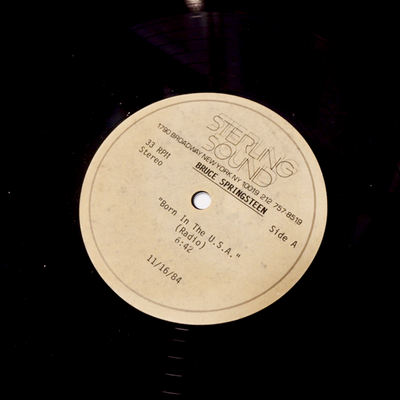 STERLING
SOUND
1790 BROADWAY NEW YORK NY 10019 212 757-8519
33 RPM
Stereo
BRUCE SPRINGSTEEN
Side A
"Born In The U.S.A."
(Radio)
6:42
11/16/84